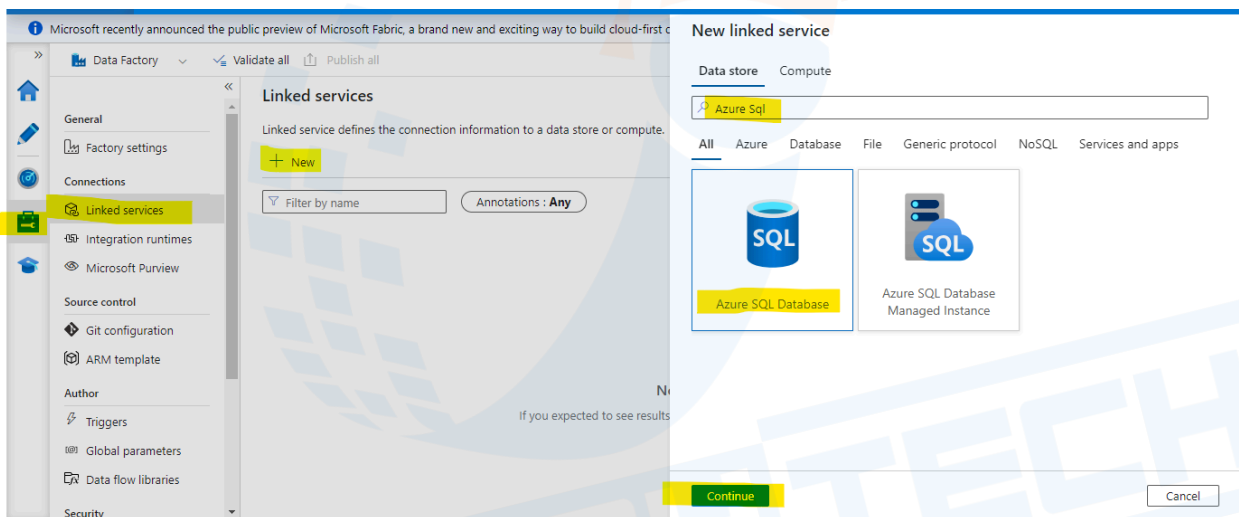 Microsoft recently announced the public preview of Microsoft Fabric, a brand new and exciting way to build cloud-first
Data Factory
Validate all
Publish all
General
Factory settings
Connections
Linked services
Integration runtimes
Microsoft Purview
Source control
Git configuration
ARM template
Author
Triggers
Global parameters
Data flow libraries
Security
Linked services
Linked service defines the connection information to a data store or compute.
New
Filter by name
Annotations : Any
If you expected to see results
New linked service
Data store Compute
Azure Sql
All Azure Database File Generic protocol NoSQL Services and apps
SQL
Azure SQL Database
SQL
Azure SQL Database
Managed Instance
Continue
Cancel